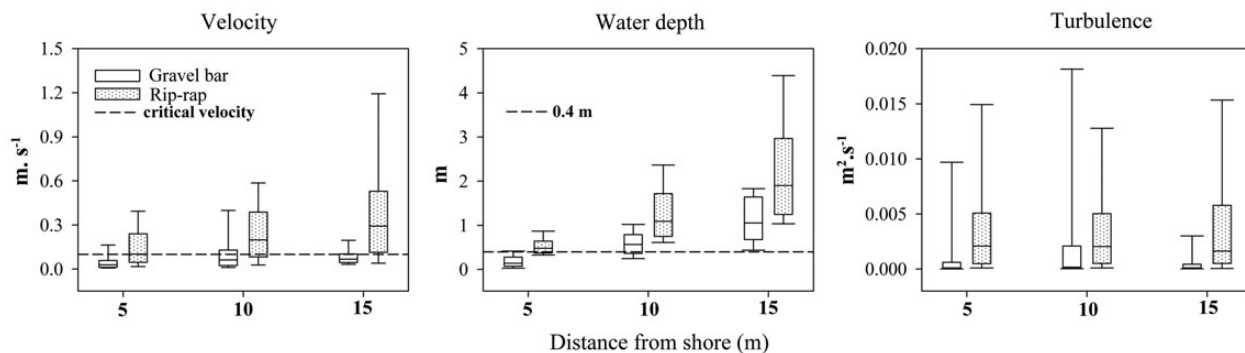 Velocity
1.5
1.2
0.9
0.6
0.3
0.0
m. s⁻¹
Gravel bar
Rip-rap
critical velocity
5
10
15
Water depth
5
4
3
2
1
0
m
0.4 m
5
10
15
Distance from shore (m)
Turbulence
0.020
0.015
0.010
0.005
0.000
m².s⁻¹
5
10
15